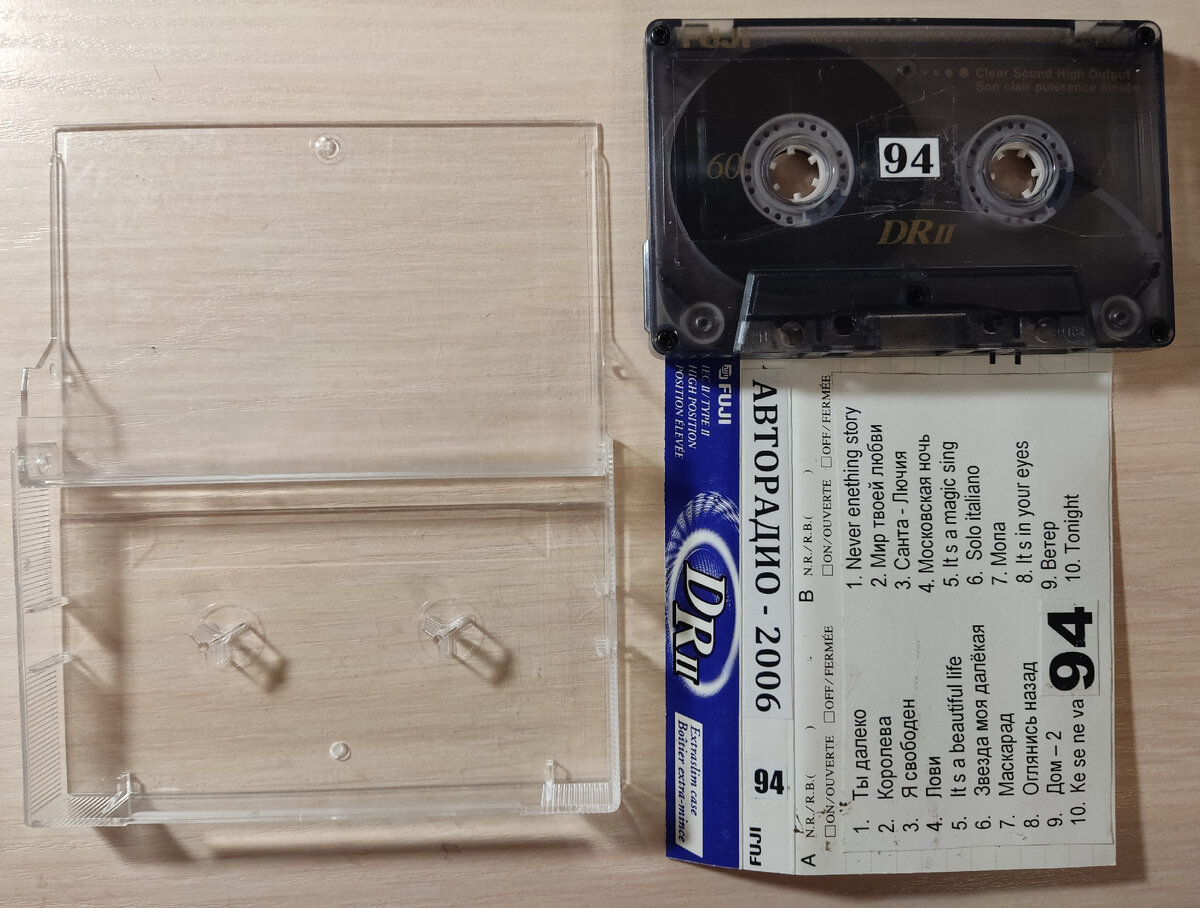 FUJI
Clear Sound High Output
Son clair puissance élevée
60
94
A
DR II
FUJI
IEC II / TYPE II
HIGH POSITION
POSITION ÉLEVÉE
DR II
Extraslim case
Boîtier extra-mince
АВТОРАДИО - 2006
94
FUJI
A N.R./R.B.( )
ON/OUVERTE OFF/FERMÉE
1. Ты далеко
2. Королева
3. Я свободен
4. Лови
5. It s a beautiful life
6. Звезда моя далёкая
7. Маскарад
8. Оглянись назад
9. Дом – 2
10. Ke se ne va
94
B N.R./R.B.( )
ON/OUVERTE OFF/FERMÉE
1. Never enething story
2. Мир твоей любви
3. Санта - Лючия
4. Московская ночь
5. It s a magic sing
6. Solo italiano
7. Мопа
8. It s in your eyes
9. Ветер
10. Tonight